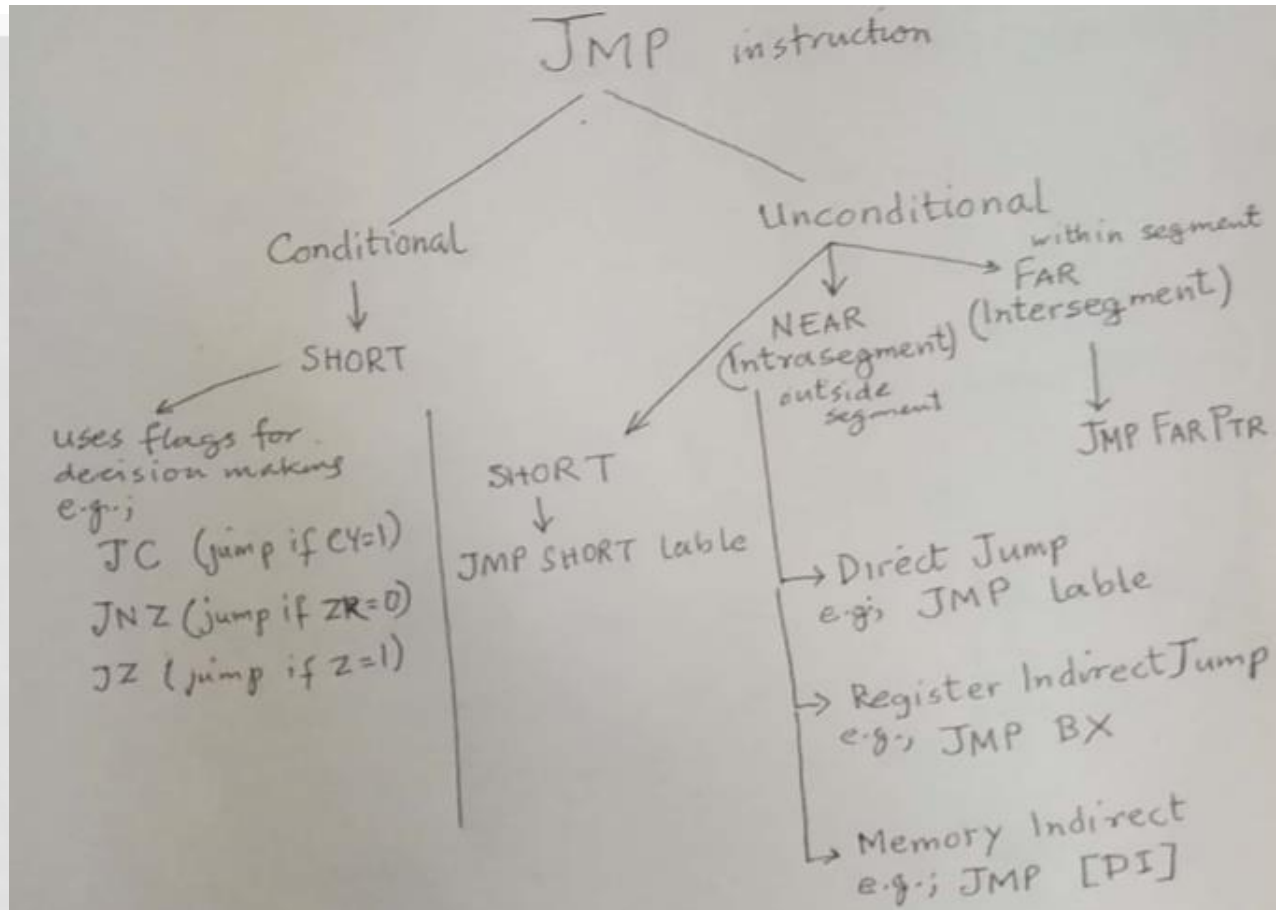 JMP instruction
Conditional
SHORT
uses flags for
decision making
e.g.;
JC (jump if CY=1)
JNZ (jump if ZR=0)
JZ (jump if Z=1)
Unconditional
SHORT
JMP SHORT lable
NEAR
(Intrasegment)
outside
segment
Direct Jump
e.g; JMP lable
Register Indirect Jump
e.g., JMP BX
Memory Indirect
e.g.; JMP [DI]
within segment
FAR
(Intersegment)
JMP FAR PTR